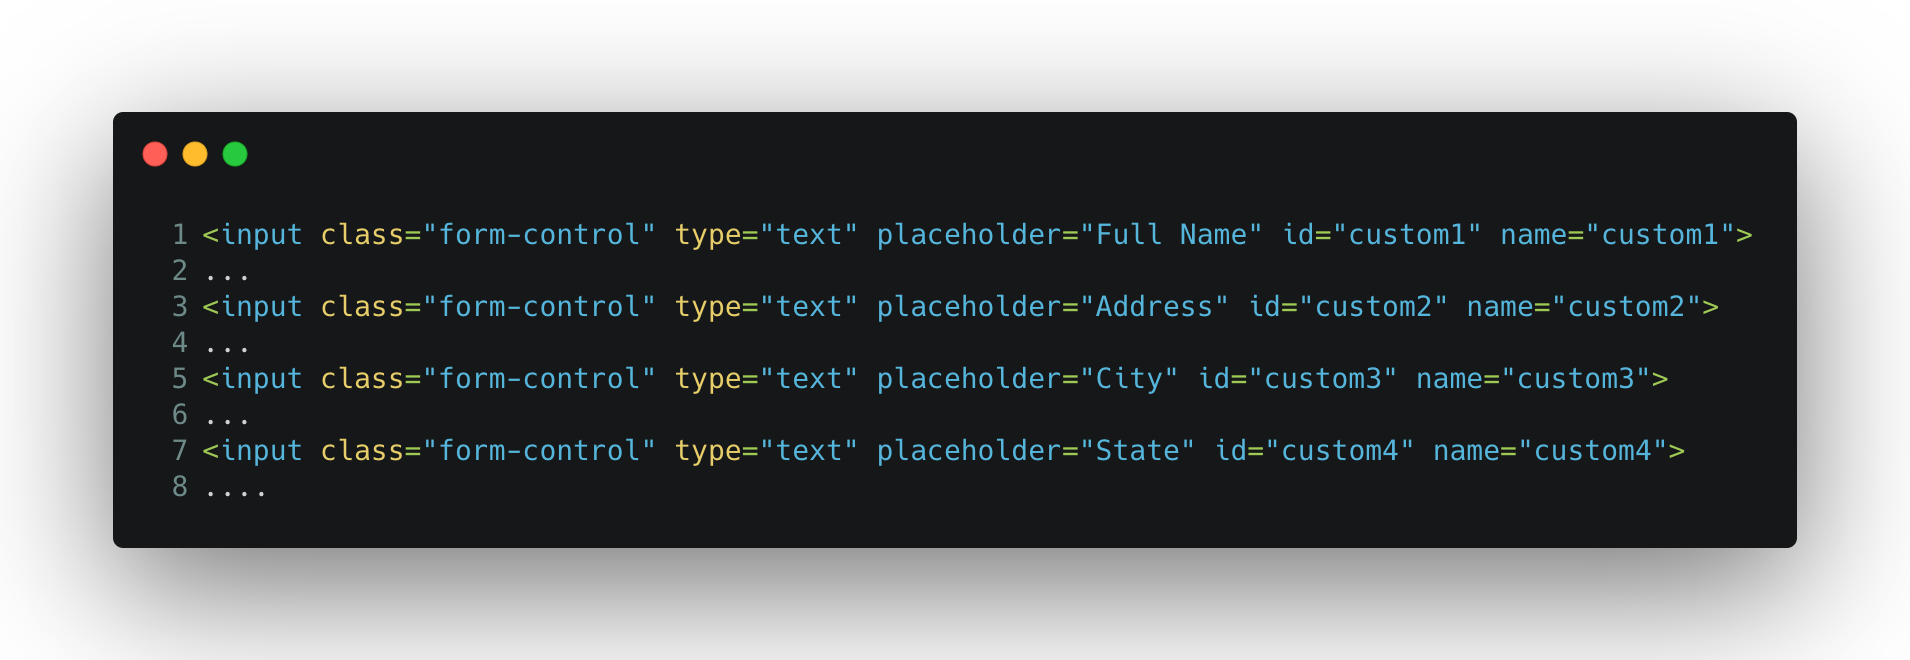 1 <input class="form-control" type="text" placeholder="Full Name" id="custom1" name="custom1">
2 ...
3 <input class="form-control" type="text" placeholder="Address" id="custom2" name="custom2">
4 ...
5 <input class="form-control" type="text" placeholder="City" id="custom3" name="custom3">
6 ...
7 <input class="form-control" type="text" placeholder="State" id="custom4" name="custom4">
8 ....